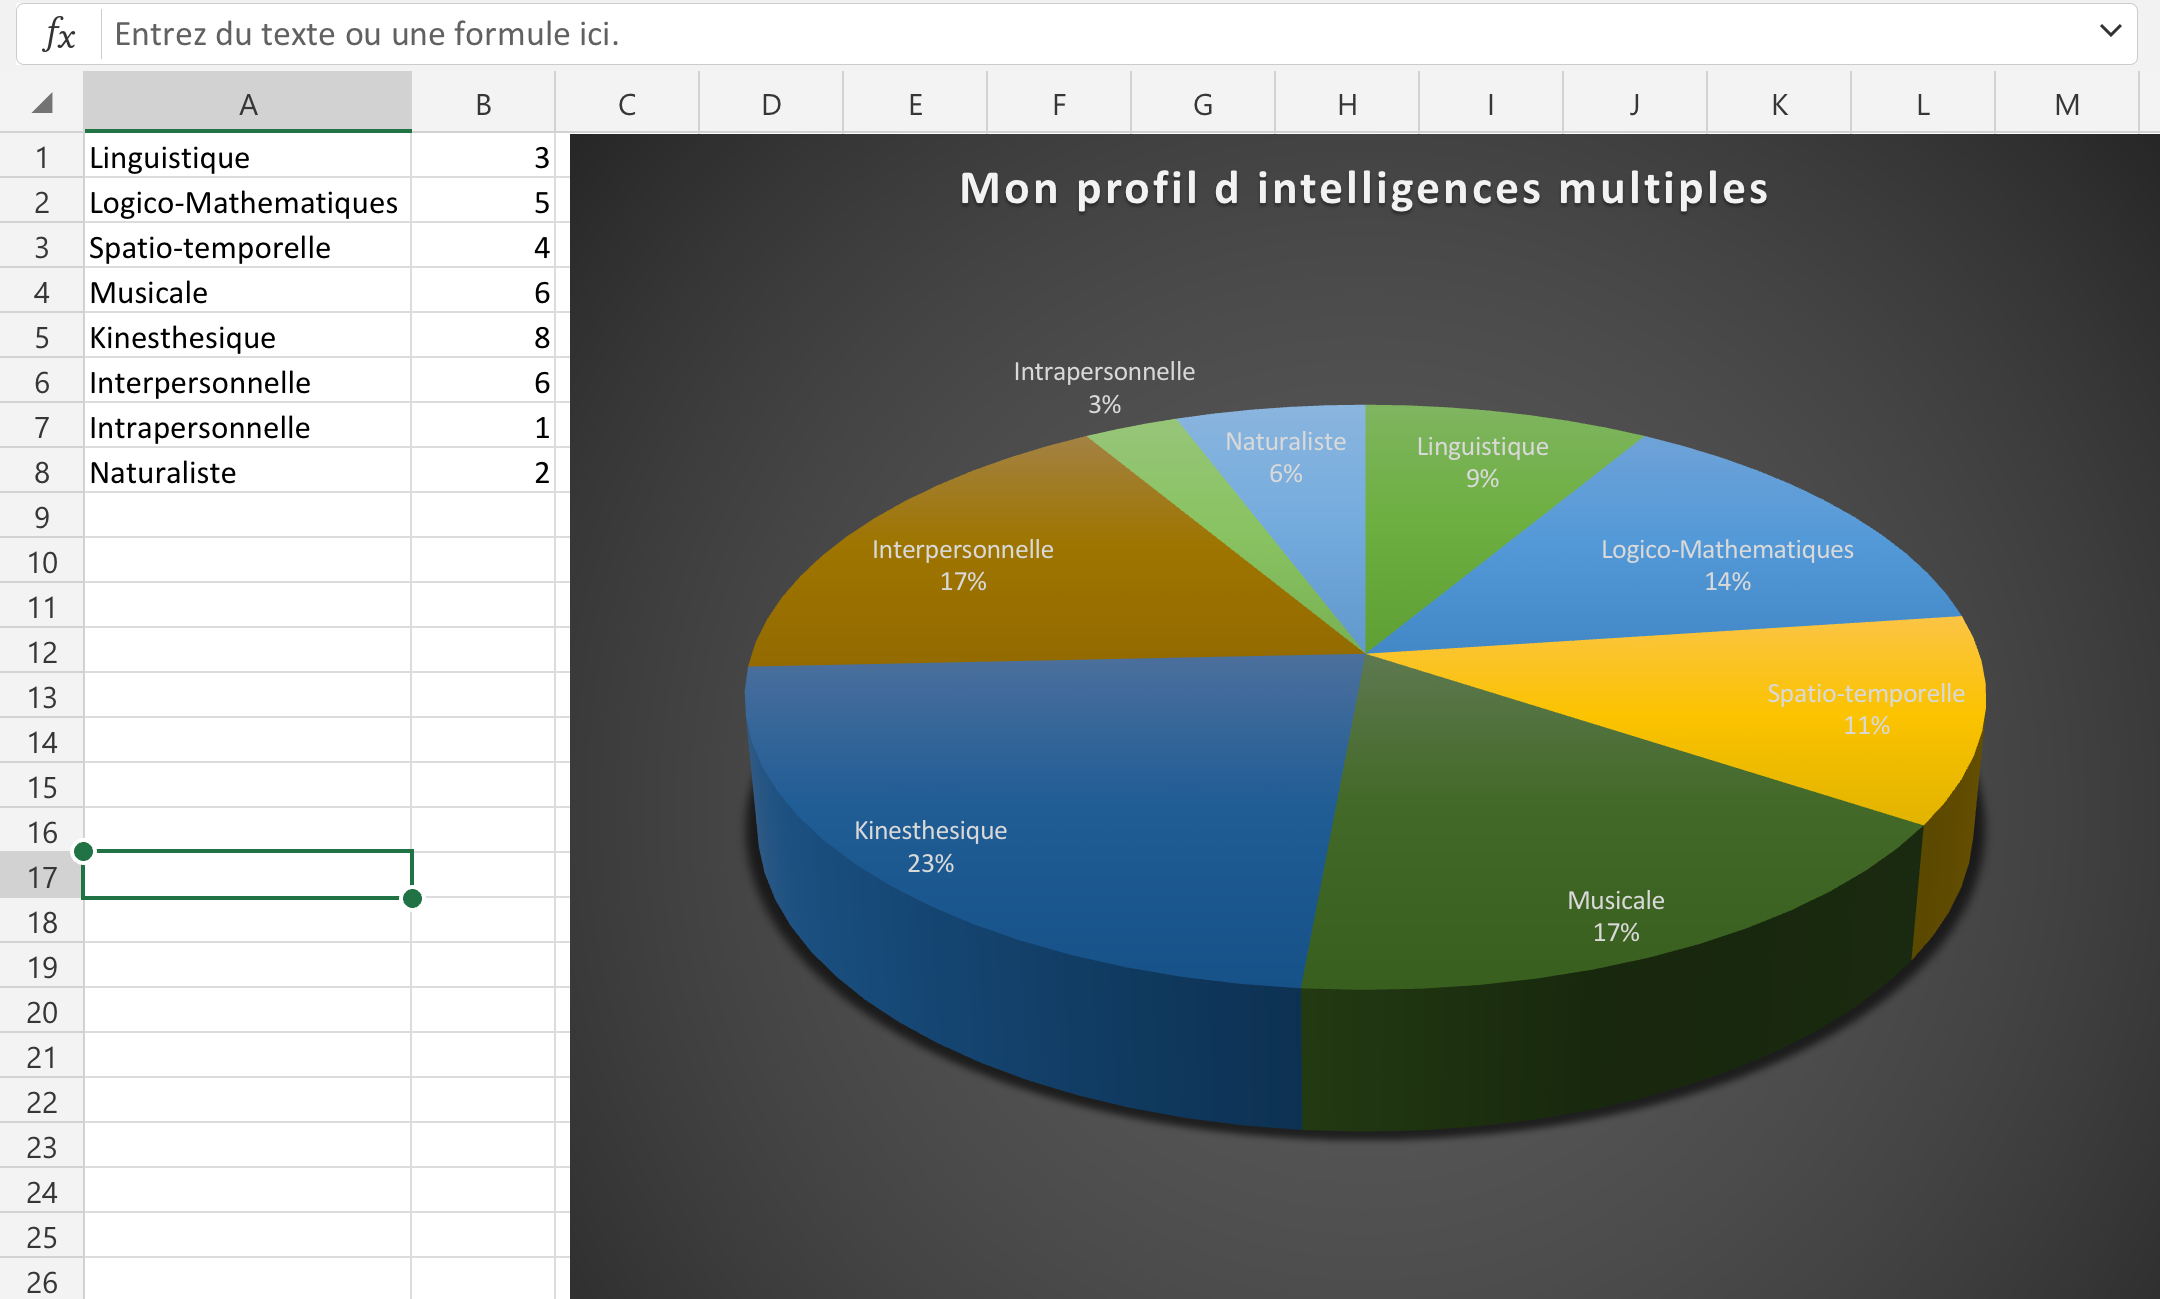 fx Entrez du texte ou une formule ici.
A B C D E F G H I J K L M
1 Linguistique 3
2 Logico-Mathematiques 5
3 Spatio-temporelle 4
4 Musicale 6
5 Kinesthesique 8
6 Interpersonnelle 6
7 Intrapersonnelle 1
8 Naturaliste 2
9
10
11
12
13
14
15
16
17
18
19
20
21
22
23
24
25
26
Mon profil d intelligences multiples
Intrapersonnelle
3%
Naturaliste
6%
Linguistique
9%
Interpersonnelle
17%
Logico-Mathematiques
14%
Spatio-temporelle
11%
Kinesthesique
23%
Musicale
17%